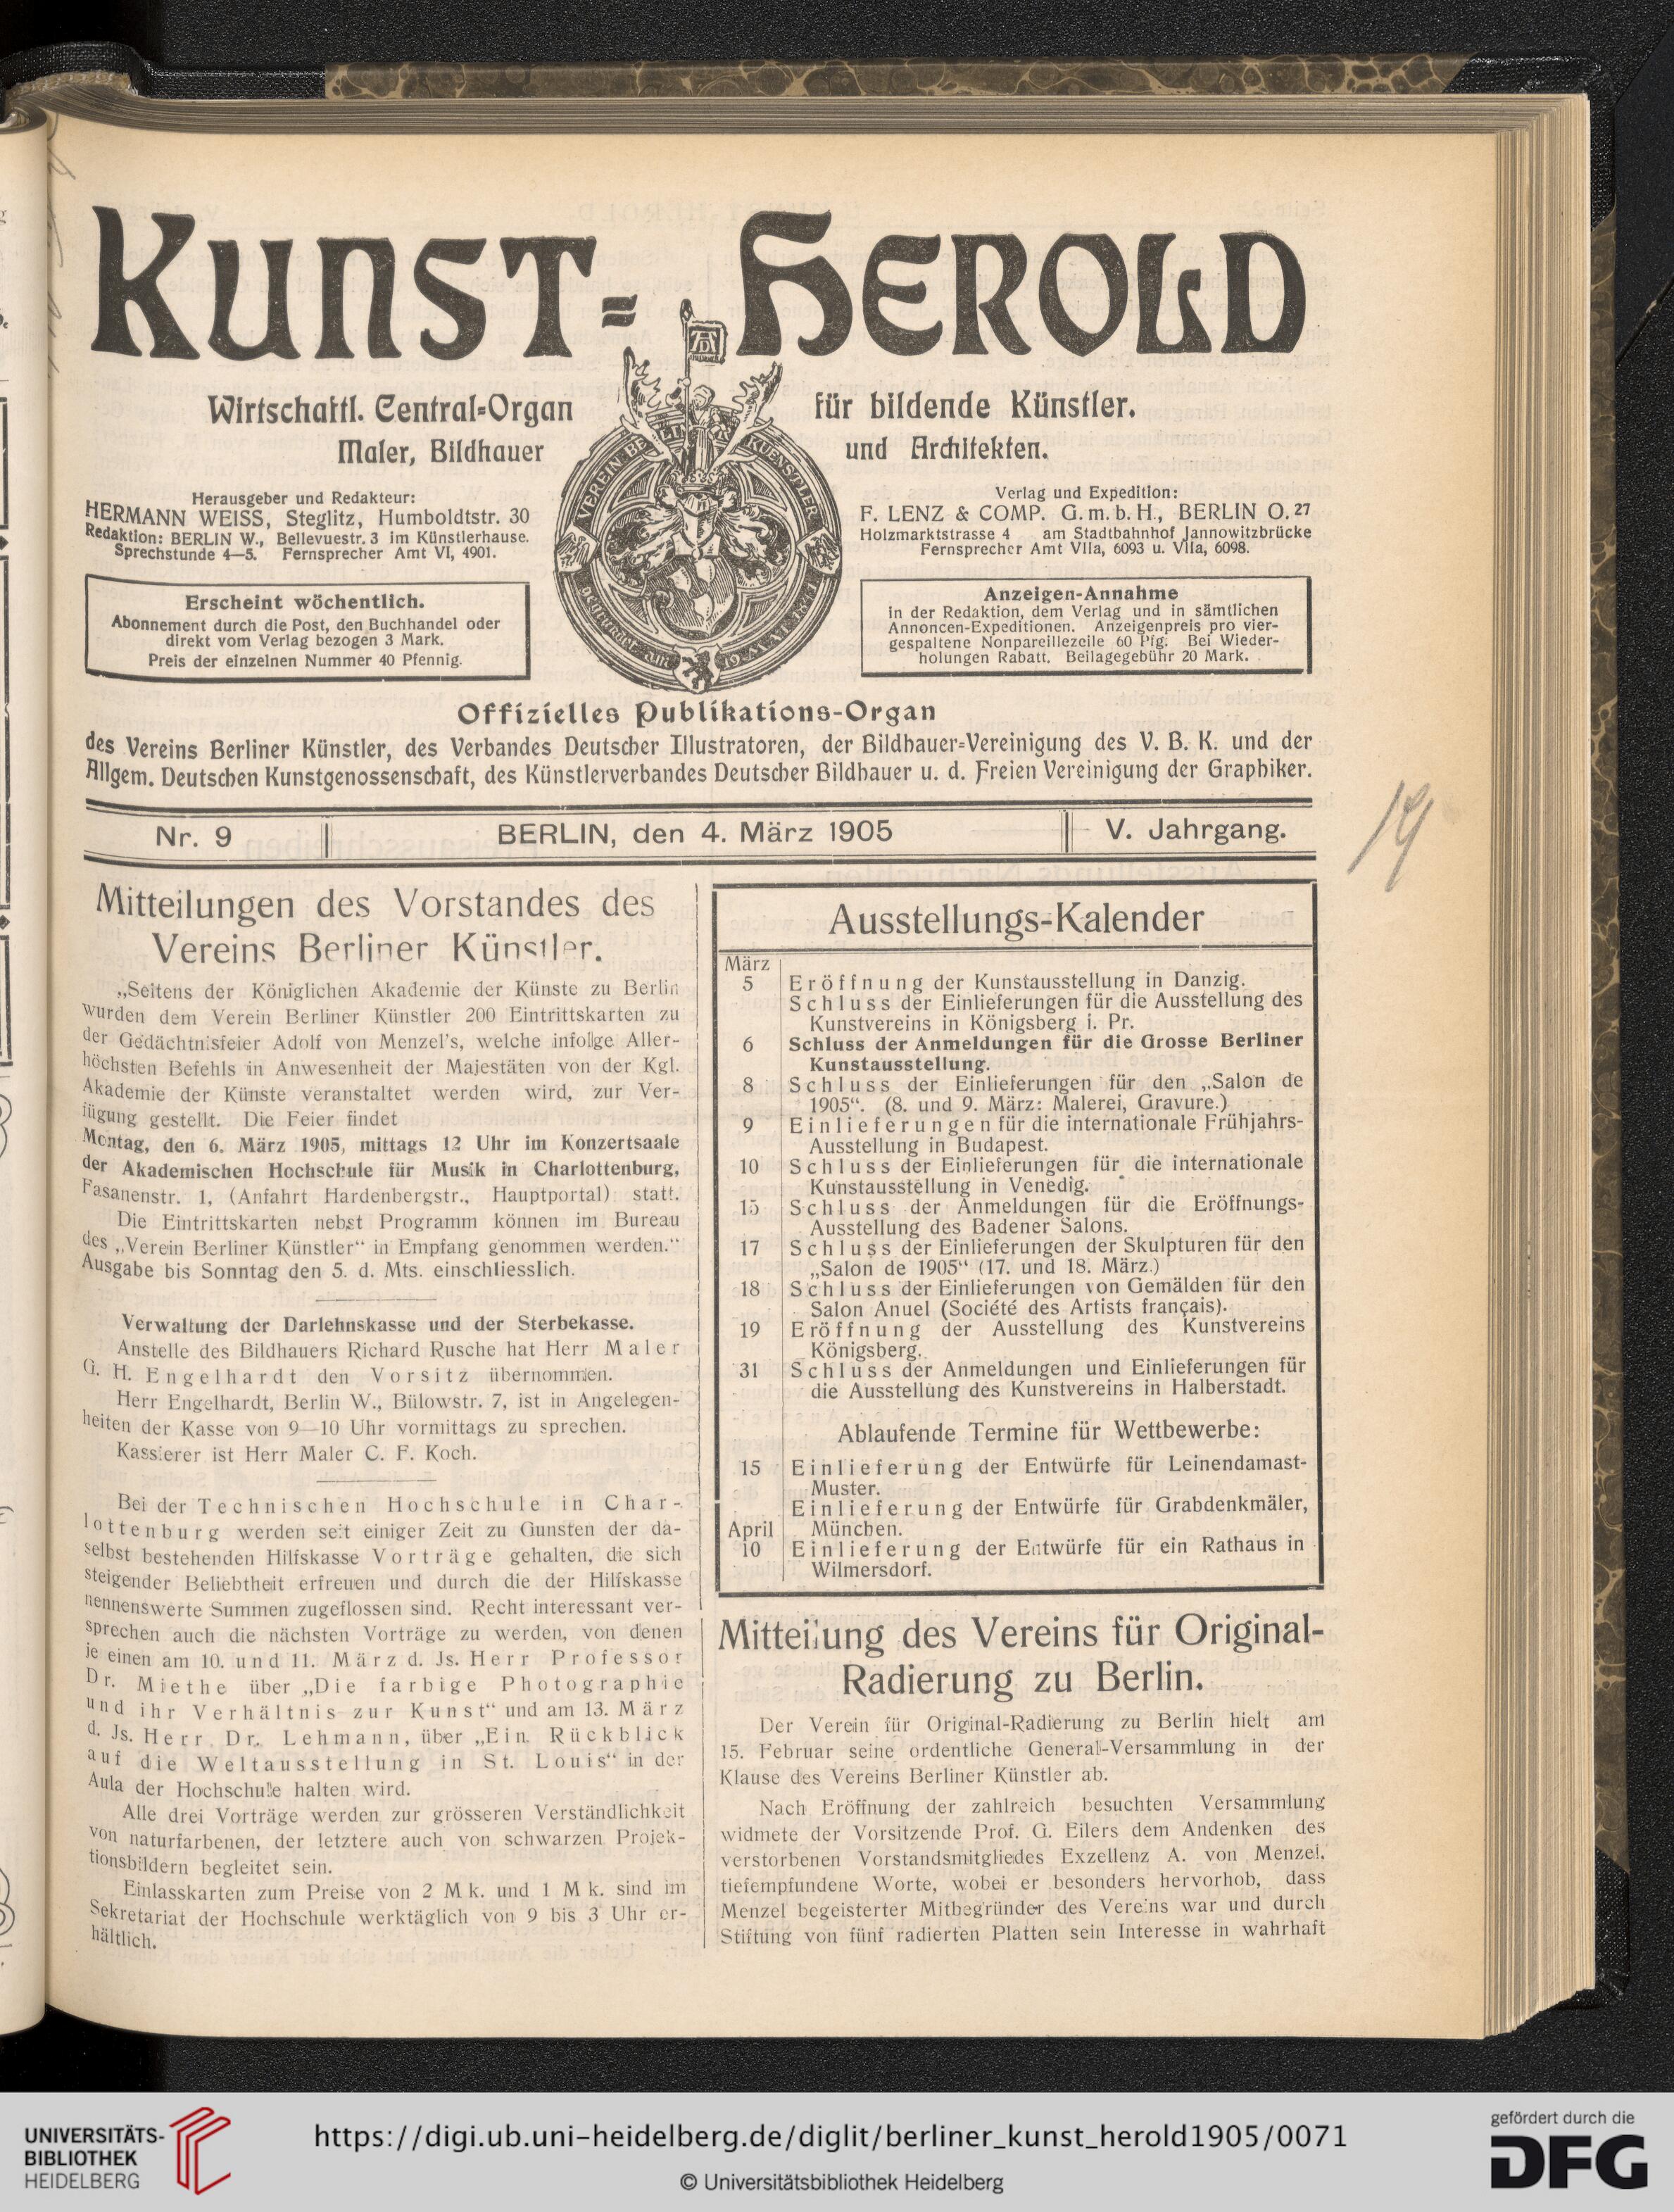 KUNST=HEROLD
Wirtschaftl. Central=Organ für bildende Künstler,
Maler, Bildhauer und Architekten.
VEREIN BERLINER KUENSTLER
gegruendet am 19. MAI 1841
Herausgeber und Redakteur:
HERMANN WEISS, Steglitz, Humboldtstr. 30
Redaktion: BERLIN W., Bellevuestr. 3 im Künstlerhause.
Sprechstunde 4—5. Fernsprecher Amt VI, 4901.
Verlag und Expedition:
F. LENZ & COMP. G. m. b. H., BERLIN O. 27
Holzmarktstrasse 4 am Stadtbahnhof Jannowitzbrücke
Fernsprecher Amt VIIa, 6093 u. VIIa, 6098.
Erscheint wöchentlich.
Abonnement durch die Post, den Buchhandel oder
direkt vom Verlag bezogen 3 Mark.
Preis der einzelnen Nummer 40 Pfennig.
Anzeigen-Annahme
in der Redaktion, dem Verlag und in sämtlichen
Annoncen-Expeditionen. Anzeigenpreis pro vier-
gespaltene Nonpareillezeile 60 Pfg. Bei Wieder-
holungen Rabatt. Beilagegebühr 20 Mark.
Offizielles Publikations-Organ
des Vereins Berliner Künstler, des Verbandes Deutscher Illustratoren, der Bildhauer=Vereinigung des V. B. K. und der
Allgem. Deutschen Kunstgenossenschaft, des Künstlerverbandes Deutscher Bildhauer u. d. Freien Vereinigung der Graphiker.
Nr. 9 BERLIN, den 4. März 1905 V. Jahrgang.
19
Mitteilungen des Vorstandes des
Vereins Berliner Künstler.
„Seitens der Königlichen Akademie der Künste zu Berlin
wurden dem Verein Berliner Künstler 200 Eintrittskarten zu
der Gedächtnisfeier Adolf von Menzel's, welche infolge Aller-
höchsten Befehls in Anwesenheit der Majestäten von der Kgl.
Akademie der Künste veranstaltet werden wird, zur Ver-
fügung gestellt. Die Feier findet
Montag, den 6. März 1905, mittags 12 Uhr im Konzertsaale
der Akademischen Hochschule für Musik in Charlottenburg,
Fasanenstr. 1, (Anfahrt Hardenbergstr., Hauptportal) statt.
Die Eintrittskarten nebst Programm können im Bureau
des „Verein Berliner Künstler“ in Empfang genommen werden.“
Ausgabe bis Sonntag den 5. d. Mts. einschliesslich.
Verwaltung der Darlehnskasse und der Sterbekasse.
Anstelle des Bildhauers Richard Rusche hat Herr Maler
G. H. Engelhardt den Vorsitz übernommen.
Herr Engelhardt, Berlin W., Bülowstr. 7, ist in Angelegen-
heiten der Kasse von 9—10 Uhr vormittags zu sprechen.
Kassierer ist Herr Maler C. F. Koch.
Bei der Technischen Hochschule in Char-
lottenburg werden seit einiger Zeit zu Gunsten der da-
selbst bestehenden Hilfskasse Vorträge gehalten, die sich
steigender Beliebtheit erfreuen und durch die der Hilfskasse
nennenswerte Summen zugeflossen sind. Recht interessant ver-
sprechen auch die nächsten Vorträge zu werden, von denen
je einen am 10. und 11. März d. Js. Herr Professor
Dr. Miethe über „Die farbige Photographie
und ihr Verhältnis zur Kunst“ und am 13. März
d. Js. Herr Dr. Lehmann, über „Ein Rückblick
auf die Weltausstellung in St. Louis“ in der
Aula der Hochschule halten wird.
Alle drei Vorträge werden zur grösseren Verständlichkeit
von naturfarbenen, der letztere auch von schwarzen Projek-
tionsbildern begleitet sein.
Einlasskarten zum Preise von 2 Mk. und 1 Mk. sind im
Sekretariat der Hochschule werktäglich von 9 bis 3 Uhr er-
hältlich.
Ausstellungs-Kalender
März
5 Eröffnung der Kunstausstellung in Danzig.
Schluss der Einlieferungen für die Ausstellung des
Kunstvereins in Königsberg i. Pr.
6 Schluss der Anmeldungen für die Grosse Berliner
Kunstausstellung.
8 Schluss der Einlieferungen für den „Salon de
1905“. (8. und 9. März: Malerei, Gravure.)
9 Einlieferungen für die internationale Frühjahrs-
Ausstellung in Budapest.
10 Schluss der Einlieferungen für die internationale
Kunstausstellung in Venedig.
15 Schluss der Anmeldungen für die Eröffnungs-
Ausstellung des Badener Salons.
17 Schluss der Einlieferungen der Skulpturen für den
„Salon de 1905“ (17. und 18. März.)
18 Schluss der Einlieferungen von Gemälden für den
Salon Anuel (Société des Artists français).
19 Eröffnung der Ausstellung des Kunstvereins
Königsberg.
31 Schluss der Anmeldungen und Einlieferungen für
die Ausstellung des Kunstvereins in Halberstadt.
Ablaufende Termine für Wettbewerbe:
15 Einlieferung der Entwürfe für Leinendamast-
Muster.
Einlieferung der Entwürfe für Grabdenkmäler,
April München.
10 Einlieferung der Entwürfe für ein Rathaus in
Wilmersdorf.
Mitteilung des Vereins für Original-
Radierung zu Berlin.
Der Verein für Original-Radierung zu Berlin hielt am
15. Februar seine ordentliche General-Versammlung in der
Klause des Vereins Berliner Künstler ab.
Nach Eröffnung der zahlreich besuchten Versammlung
widmete der Vorsitzende Prof. G. Eilers dem Andenken des
verstorbenen Vorstandsmitgliedes Exzellenz A. von Menzel,
tiefempfundene Worte, wobei er besonders hervorhob, dass
Menzel begeisterter Mitbegründer des Vereins war und durch
Stiftung von fünf radierten Platten sein Interesse in wahrhaft
UNIVERSITÄTS-
BIBLIOTHEK
HEIDELBERG
https://digi.ub.uni-heidelberg.de/diglit/berliner_kunst_herold1905/0071
© Universitätsbibliothek Heidelberg
gefördert durch die
DFG